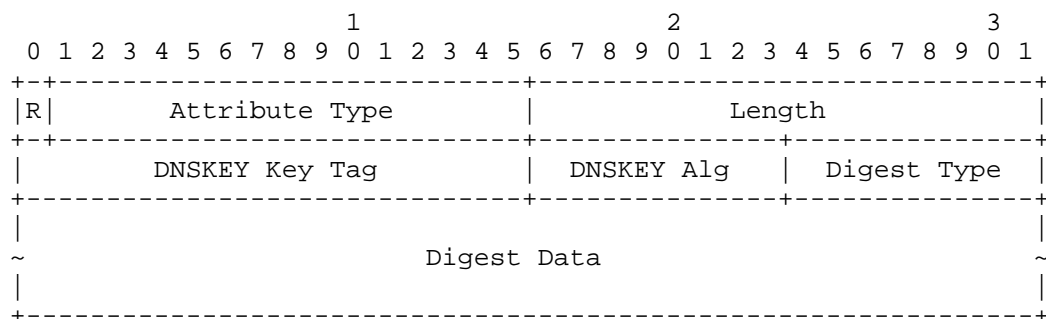 1                   2                   3
 0 1 2 3 4 5 6 7 8 9 0 1 2 3 4 5 6 7 8 9 0 1 2 3 4 5 6 7 8 9 0 1
+-+-----------------------------+-------------------------------+
|R|       Attribute Type        |            Length             |
+-+-----------------------------+---------------+---------------+
|        DNSKEY Key Tag         |  DNSKEY Alg   |  Digest Type  |
+-------------------------------+---------------+---------------+
|                                                               |
~                          Digest Data                          ~
|                                                               |
+---------------------------------------------------------------+